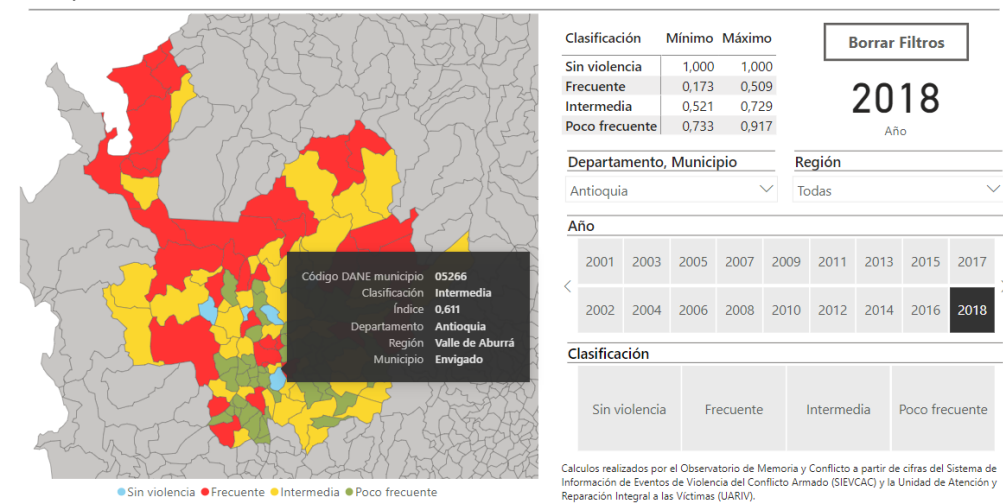 Clasificación Mínimo Máximo
Sin violencia 1,000 1,000
Frecuente 0,173 0,509
Intermedia 0,521 0,729
Poco frecuente 0,733 0,917
Borrar Filtros
2018
Año
Departamento, Municipio
Antioquia
Región
Todas
Año
2001 2003 2005 2007 2009 2011 2013 2015 2017
2002 2004 2006 2008 2010 2012 2014 2016 2018
Clasificación
Sin violencia Frecuente Intermedia Poco frecuente
Código DANE municipio 05266
Clasificación Intermedia
Índice 0,611
Departamento Antioquia
Región Valle de Aburrá
Municipio Envigado
Sin violencia Frecuente Intermedia Poco frecuente
Calculos realizados por el Observatorio de Memoria y Conflicto a partir de cifras del Sistema de
Información de Eventos de Violencia del Conflicto Armado (SIEVCAC) y la Unidad de Atención y
Reparación Integral a las Víctimas (UARIV).